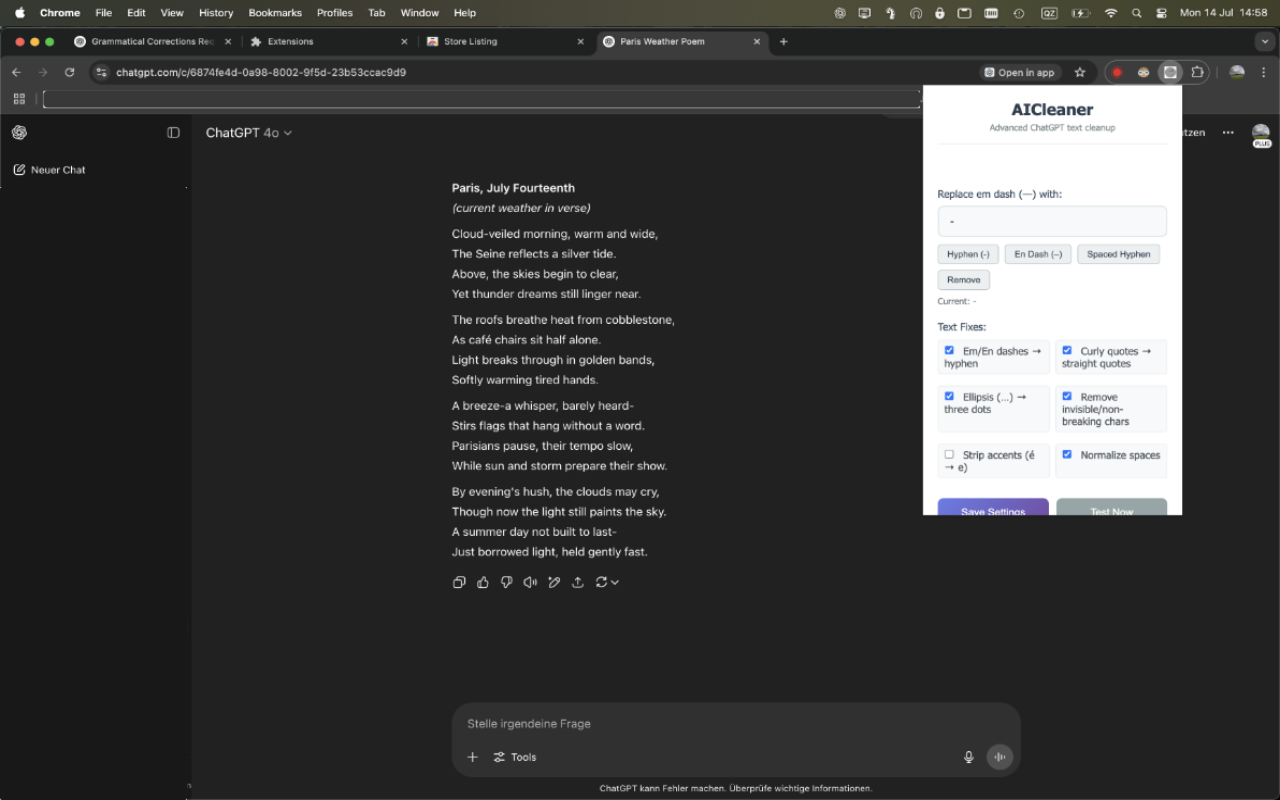 Chrome File Edit View History Bookmarks Profiles Tab Window Help QZ Mon 14 Jul 14:58
Grammatical Corrections Rec Extensions Store Listing Paris Weather Poem
chatgpt.com/c/6874fe4d-0a98-8002-9f5d-23b53ccac9d9 Open in app
ChatGPT 4o tzen
PLUS
Neuer Chat
Paris, July Fourteenth
(current weather in verse)
Cloud-veiled morning, warm and wide,
The Seine reflects a silver tide.
Above, the skies begin to clear,
Yet thunder dreams still linger near.
The roofs breathe heat from cobblestone,
As café chairs sit half alone.
Light breaks through in golden bands,
Softly warming tired hands.
A breeze-a whisper, barely heard-
Stirs flags that hang without a word.
Parisians pause, their tempo slow,
While sun and storm prepare their show.
By evening's hush, the clouds may cry,
Though now the light still paints the sky.
A summer day not built to last-
Just borrowed light, held gently fast.
AICleaner
Advanced ChatGPT text cleanup
Replace em dash (—) with:
-
Hyphen (-) En Dash (–) Spaced Hyphen
Remove
Current: -
Text Fixes:
Em/En dashes →
hyphen
Curly quotes →
straight quotes
Ellipsis (…) →
three dots
Remove
invisible/non-
breaking chars
Strip accents (é
→ e)
Normalize spaces
Save Settings Test Now
Stelle irgendeine Frage
Tools
ChatGPT kann Fehler machen. Überprüfe wichtige Informationen.